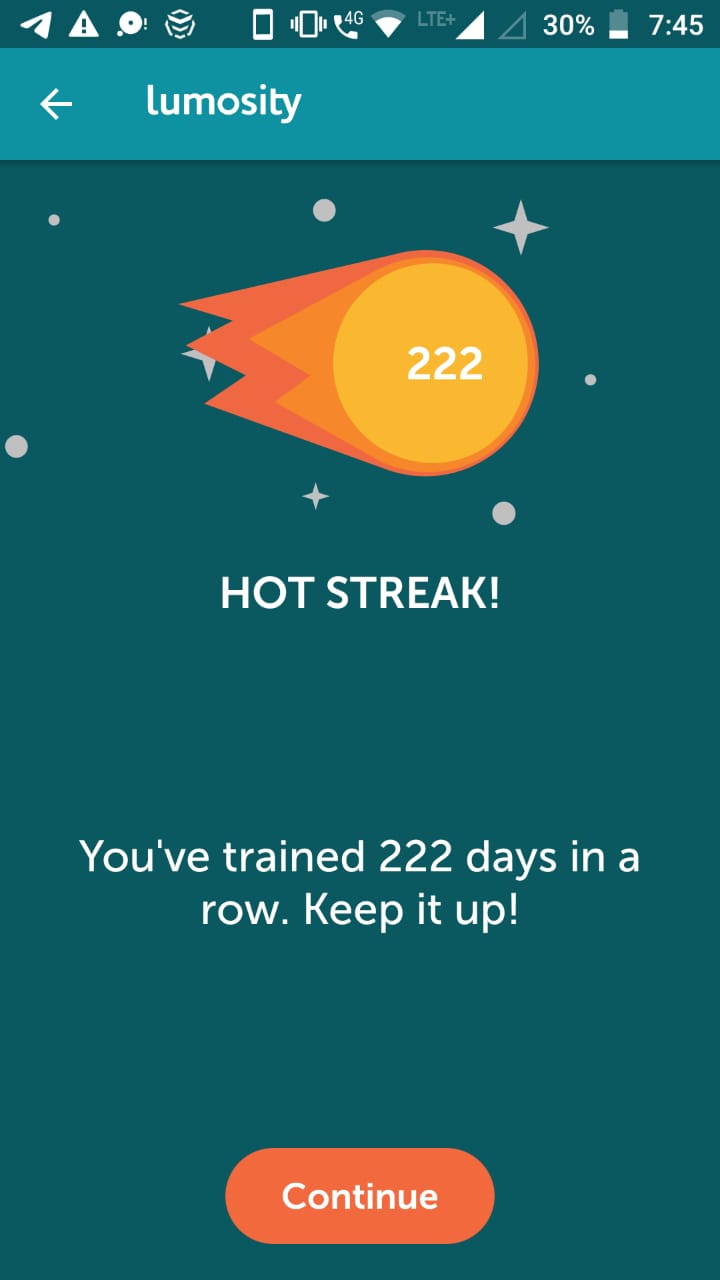 4G LTE+ 30% 7:45
lumosity
222
HOT STREAK!
You've trained 222 days in a
row. Keep it up!
Continue